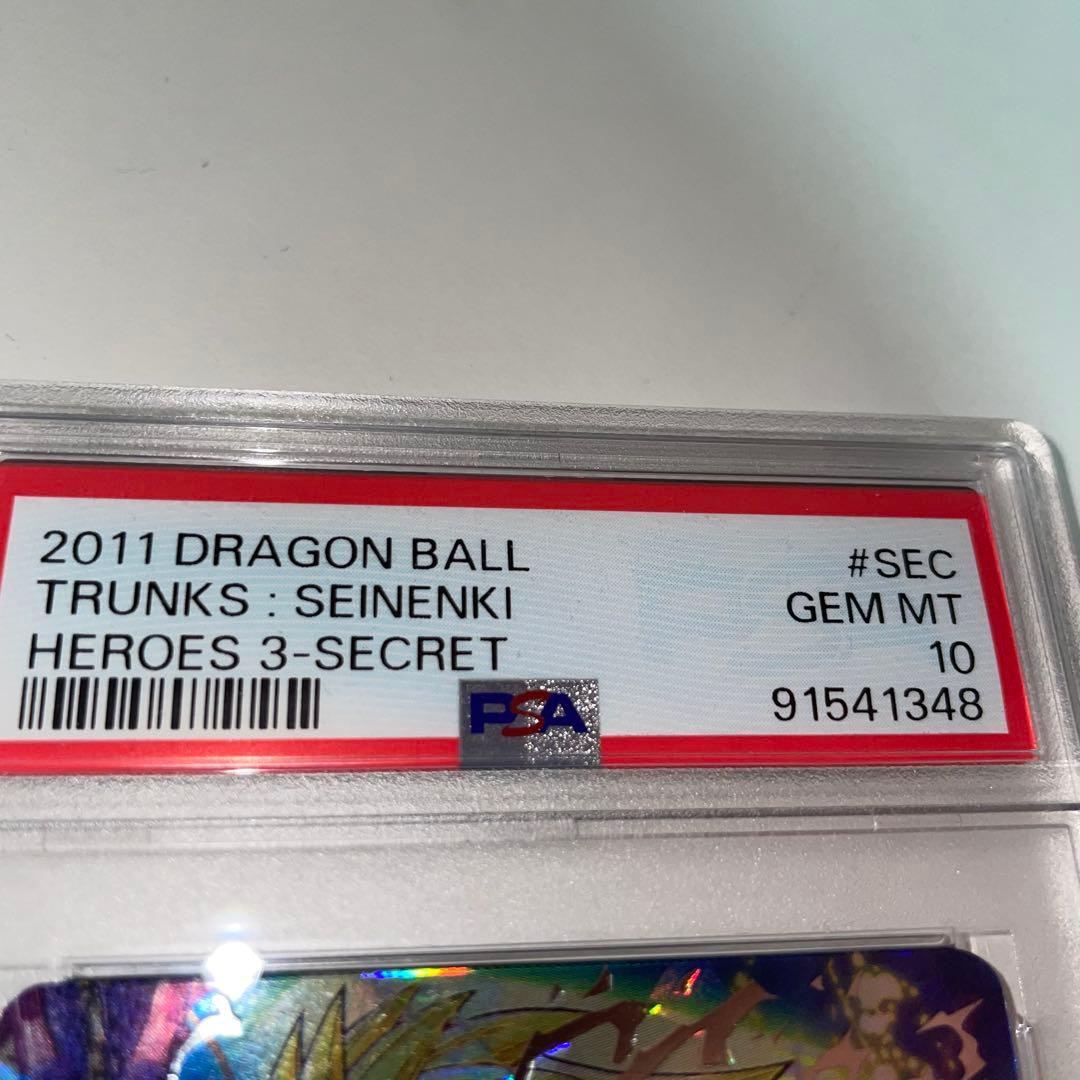 2011 DRAGON BALL #SEC
TRUNKS : SEINENKI GEM MT
HEROES 3-SECRET 10
PSA 91541348